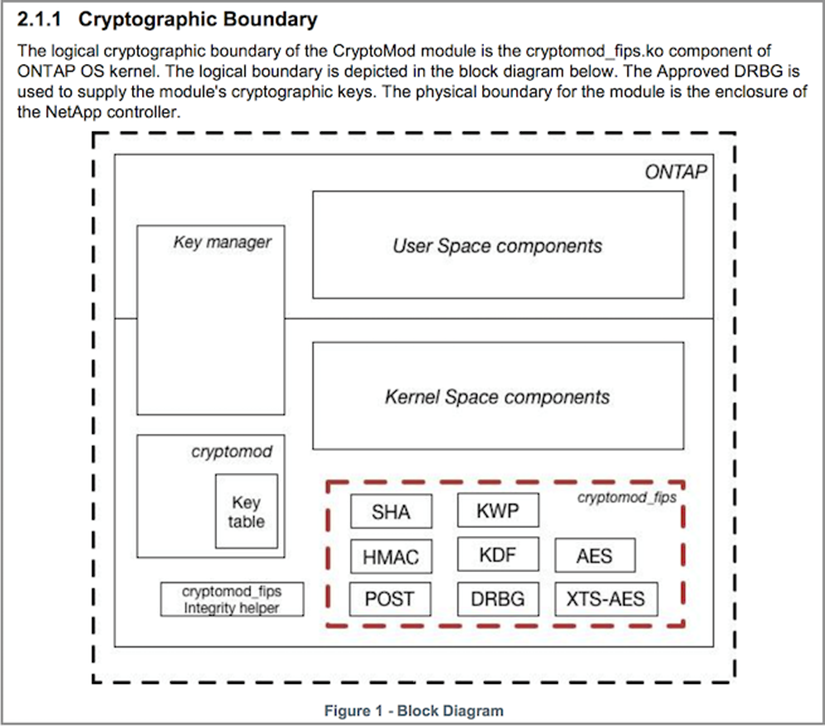 2.1.1 Cryptographic Boundary
The logical cryptographic boundary of the CryptoMod module is the cryptomod_fips.ko component of
ONTAP OS kernel. The logical boundary is depicted in the block diagram below. The Approved DRBG is
used to supply the module's cryptographic keys. The physical boundary for the module is the enclosure of
the NetApp controller.
ONTAP
Key manager
User Space components
Kernel Space components
cryptomod
Key
table
cryptomod_fips
Integrity helper
cryptomod_fips
SHA
KWP
HMAC
KDF
AES
POST
DRBG
XTS-AES
Figure 1 - Block Diagram